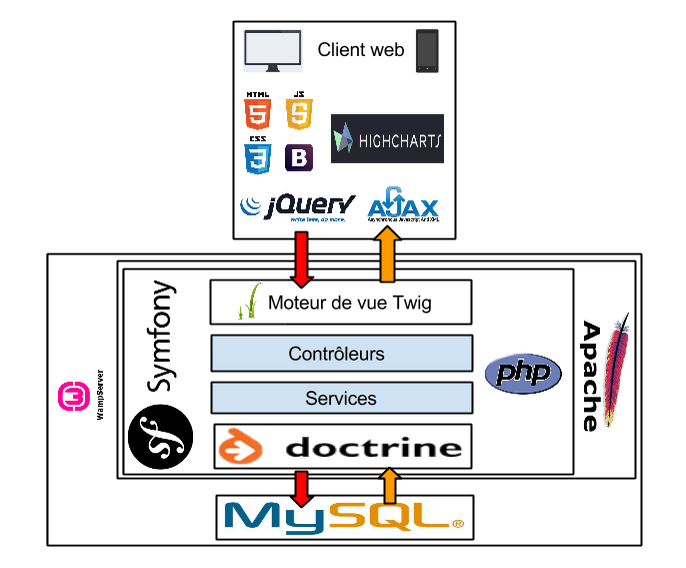 Client web
HTML
5
JS
5
CSS
3
B
HIGHCHARTS
jQuery
write less, do more.
AJAX
Asynchronous Javascript And XML
Symfony
sf
Moteur de vue Twig
Contrôleurs
Services
doctrine
php
Apache
WampServer
MySQL®